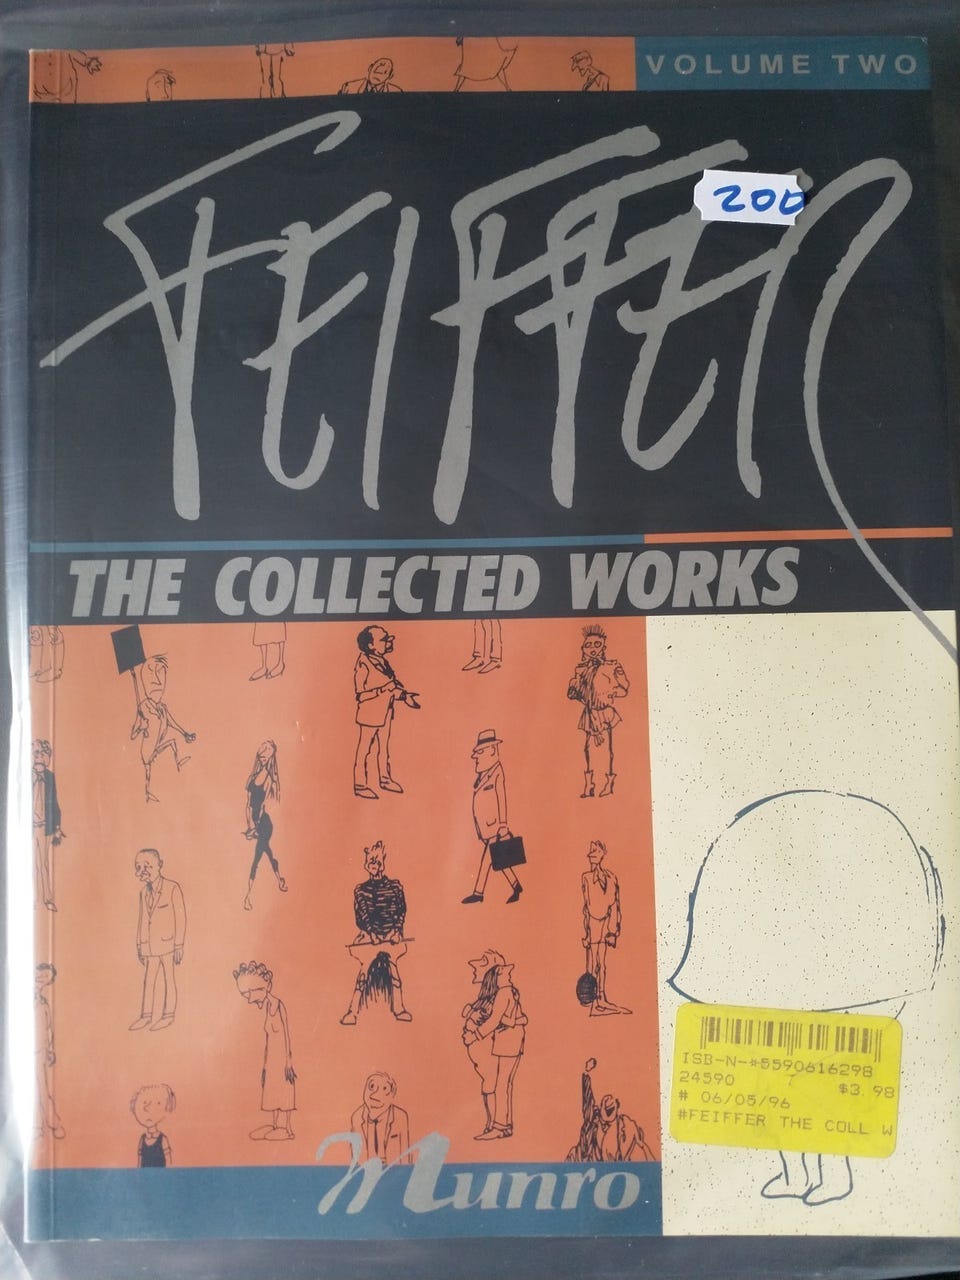 VOLUME TWO
FEIFFER
200
THE COLLECTED WORKS
ISB-N-*5590616298
24590 $3.98
# 06/05/96
#FEIFFER THE COLL W
Munro